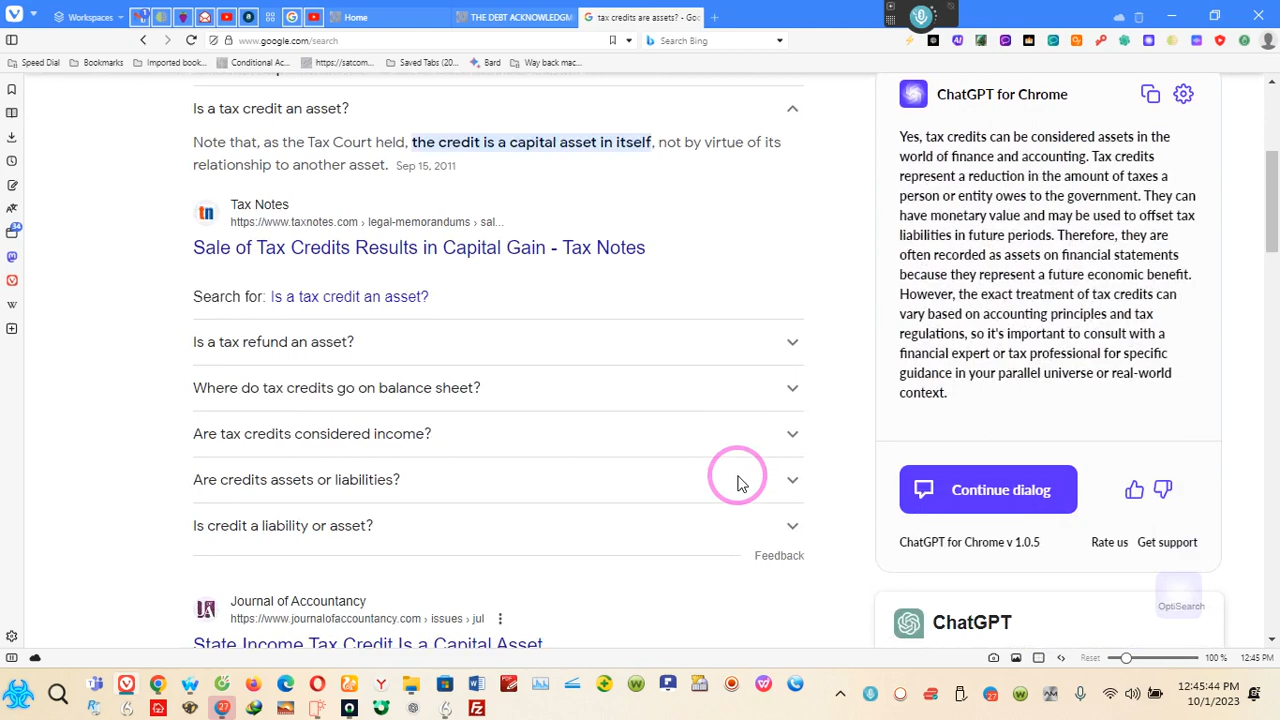 Workspaces
Home
THE DEBT ACKNOWLEDGM
tax credits are assets? - Goo
www.google.com/search
Search Bing
Speed Dial
Bookmarks
Imported book...
Conditional Ac...
https://satcom...
Saved Tabs (20...
Bard
Way back mac...
Is a tax credit an asset?
Note that, as the Tax Court held, the credit is a capital asset in itself, not by virtue of its
relationship to another asset. Sep 15, 2011
Tax Notes
https://www.taxnotes.com › legal-memorandums › sal...
Sale of Tax Credits Results in Capital Gain - Tax Notes
Search for: Is a tax credit an asset?
Is a tax refund an asset?
Where do tax credits go on balance sheet?
Are tax credits considered income?
Are credits assets or liabilities?
Is credit a liability or asset?
Feedback
Journal of Accountancy
https://www.journalofaccountancy.com › issues › jul
State Income Tax Credit Is a Capital Asset
ChatGPT for Chrome
Yes, tax credits can be considered assets in the
world of finance and accounting. Tax credits
represent a reduction in the amount of taxes a
person or entity owes to the government. They can
have monetary value and may be used to offset tax
liabilities in future periods. Therefore, they are
often recorded as assets on financial statements
because they represent a future economic benefit.
However, the exact treatment of tax credits can
vary based on accounting principles and tax
regulations, so it's important to consult with a
financial expert or tax professional for specific
guidance in your parallel universe or real-world
context.
Continue dialog
ChatGPT for Chrome v 1.0.5
Rate us
Get support
OptiSearch
ChatGPT
Reset
100 %
12:45 PM
12:45:44 PM
10/1/2023